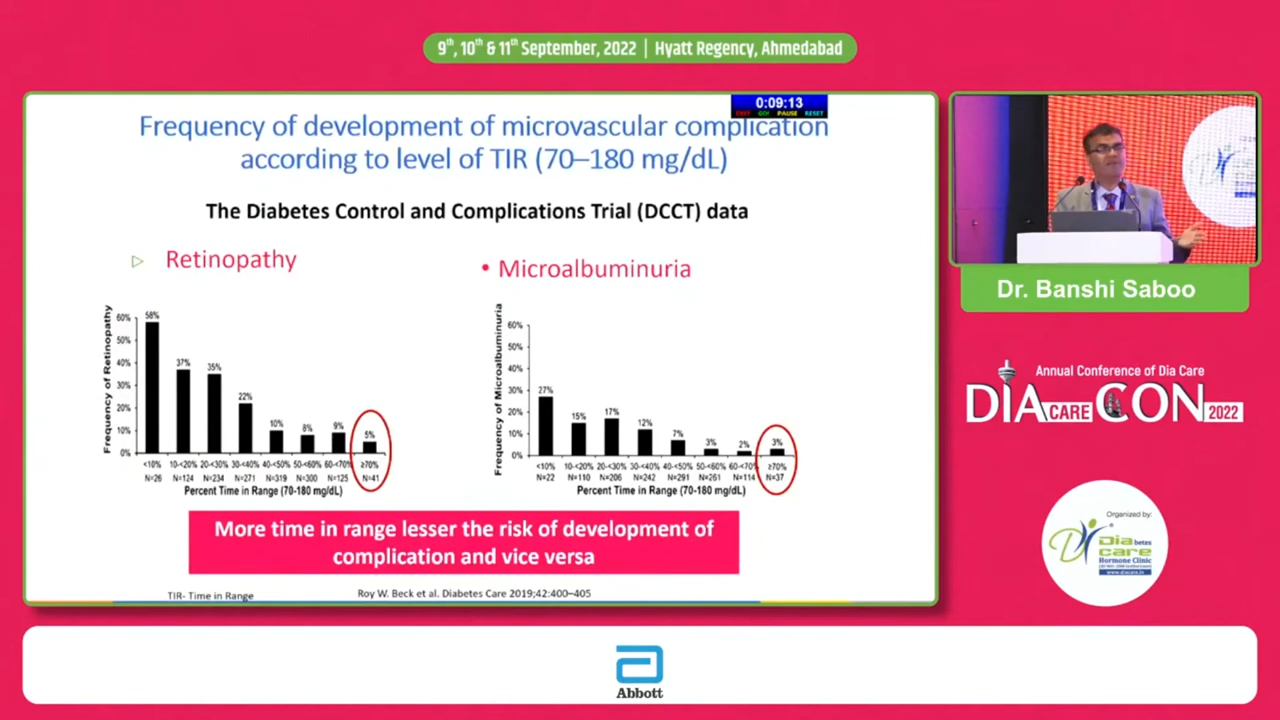 9th, 10th & 11th September, 2022 | Hyatt Regency, Ahmedabad
0:09:13
EXIT GO! PAUSE RESET
Frequency of development of microvascular complication
according to level of TIR (70–180 mg/dL)
The Diabetes Control and Complications Trial (DCCT) data
Retinopathy
Frequency of Retinopathy
60%
50%
40%
30%
20%
10%
0%
58%
37%
35%
22%
10%
8%
9%
5%
<10% 10-<20% 20-<30% 30-<40% 40-<50% 50-<60% 60-<70% ≥70%
N=26 N=124 N=234 N=271 N=319 N=300 N=125 N=41
Percent Time in Range (70-180 mg/dL)
• Microalbuminuria
Frequency of Microalbuminuria
60%
50%
40%
30%
20%
10%
0%
27%
15%
17%
12%
7%
3%
2%
3%
<10% 10-<20% 20-<30% 30-<40% 40-<50% 50-<60% 60-<70% ≥70%
N=22 N=110 N=206 N=242 N=291 N=261 N=114 N=37
Percent Time in Range (70-180 mg/dL)
More time in range lesser the risk of development of
complication and vice versa
TIR- Time in Range
Roy W. Beck et al. Diabetes Care 2019;42:400–405
Dr. Banshi Saboo
Annual Conference of Dia Care
DIA CARE CON 2022
Organized by:
Diabetes
care
Hormone Clinic
www.diacare.in
Abbott